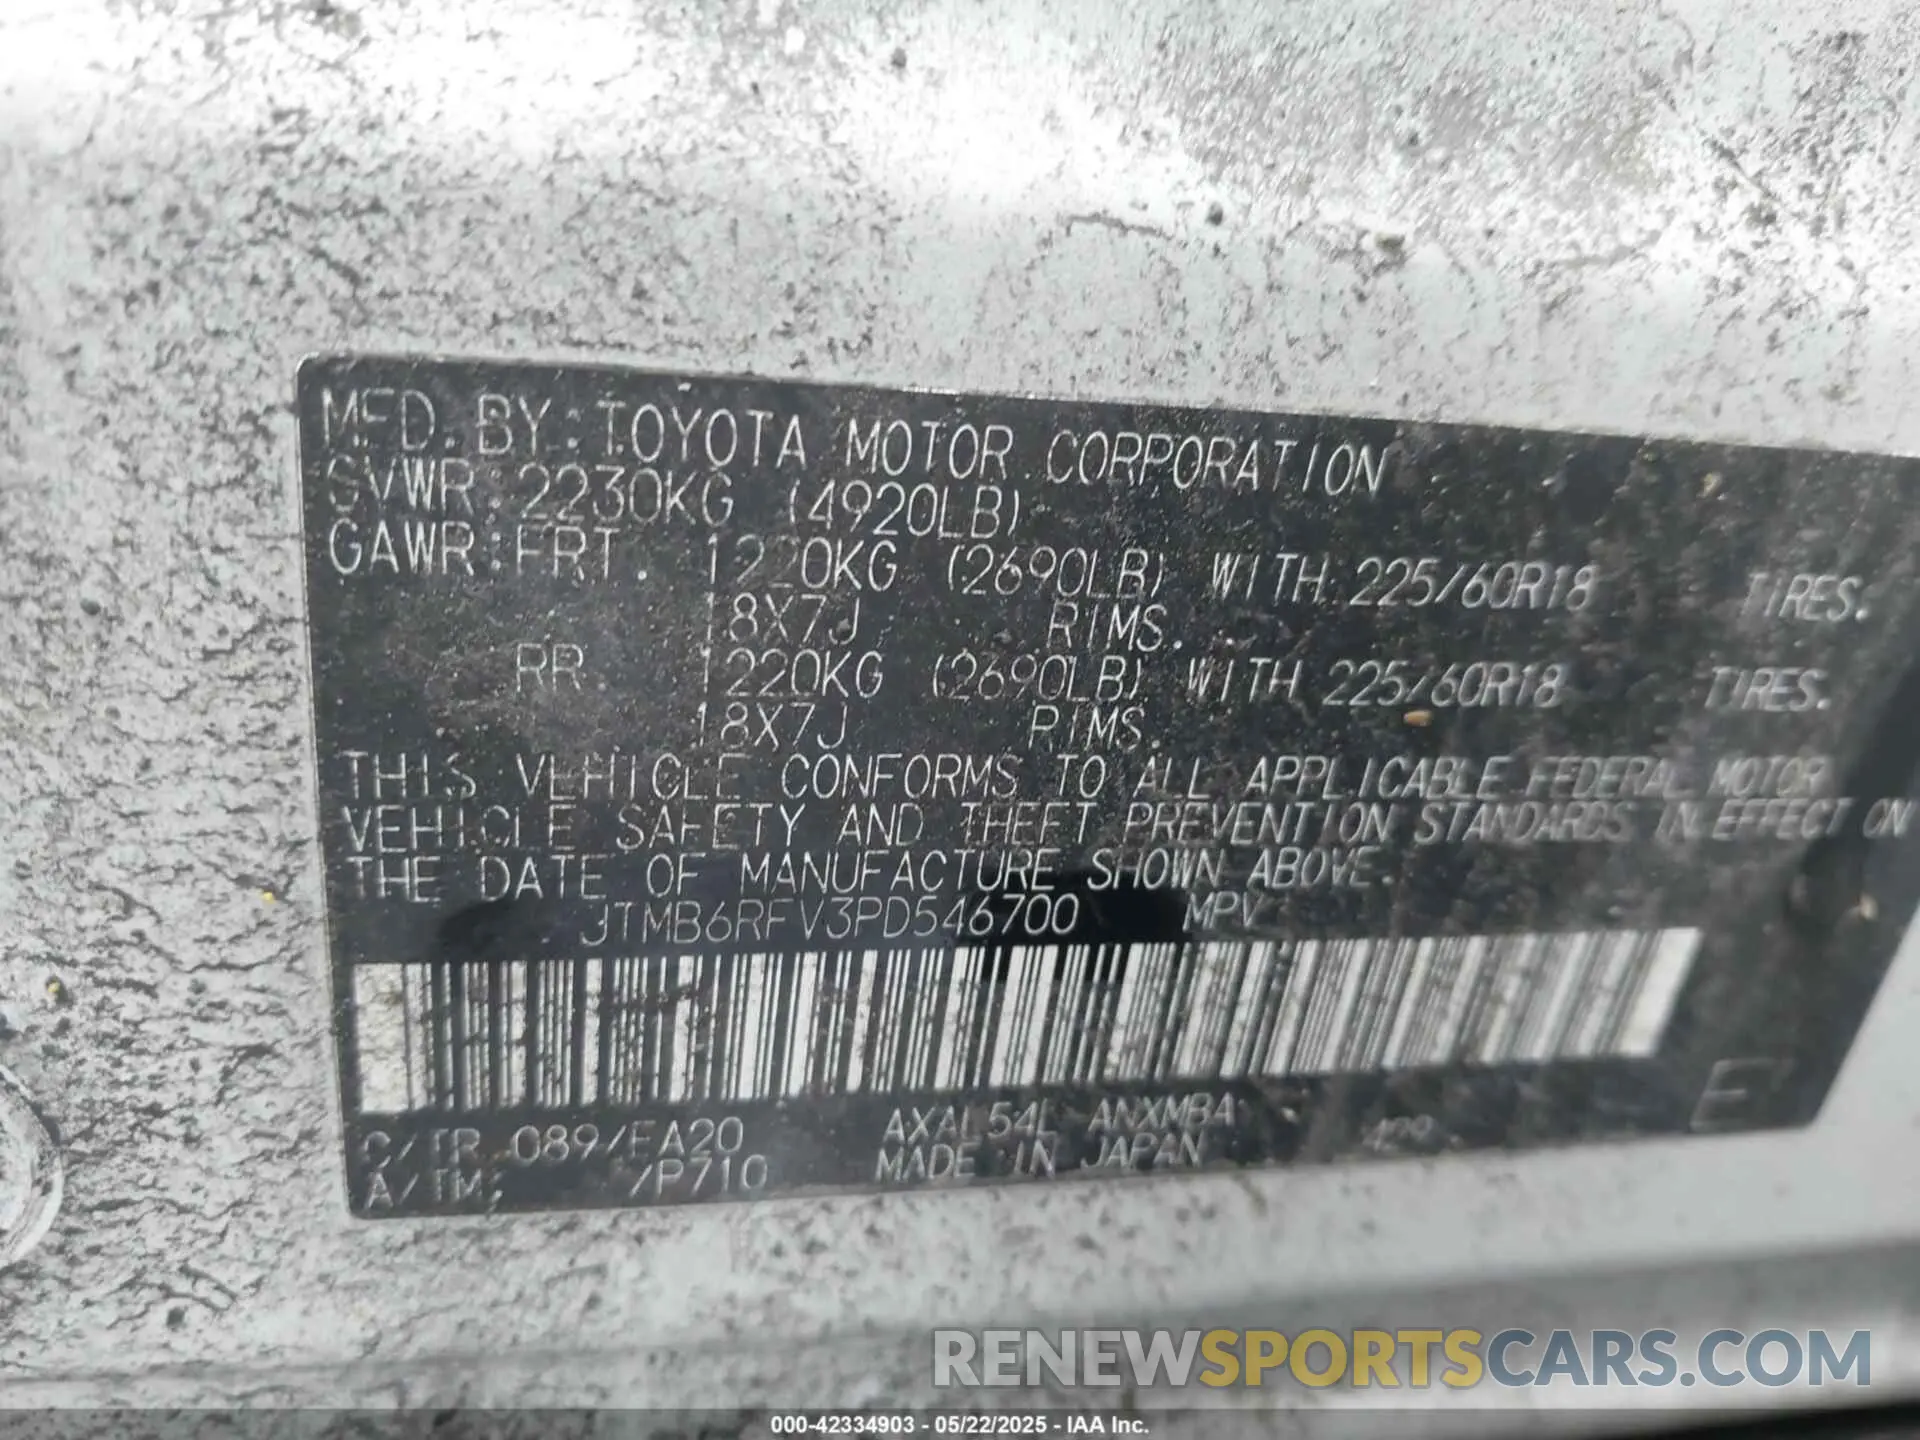 MFD. BY: TOYOTA MOTOR CORPORATION
GVWR: 2230KG (4920LB)
GAWR: FRT. 1220KG (2690LB) WITH 225/60R18 TIRES.
18X7J RIMS.
RR. 1220KG (2690LB) WITH 225/60R18 TIRES.
18X7J RIMS.
THIS VEHICLE CONFORMS TO ALL APPLICABLE FEDERAL MOTOR
VEHICLE SAFETY AND THEFT PREVENTION STANDARDS IN EFFECT ON
THE DATE OF MANUFACTURE SHOWN ABOVE.
JTMB6RFV3PD546700 MPV
C/TR 089/EA20 AXAL54L-ANXMBA
A/TM, /P710 MADE IN JAPAN
E
RENEWSPORTSCARS.COM
000-42334903 - 05/22/2025 - IAA Inc.